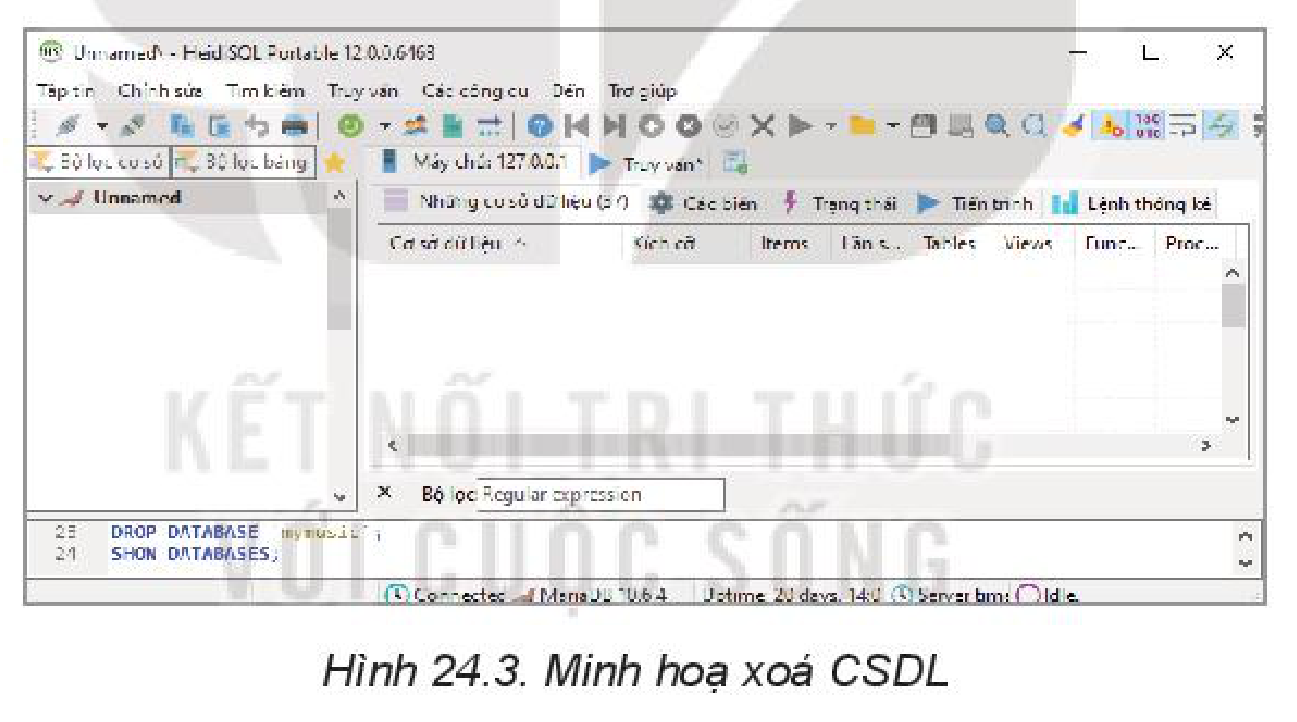 Unnamed\ - HeidiSQL Portable 12.0.0.6468
Tập tin Chỉnh sửa Tìm kiếm Truy vấn Các công cụ Đến Trợ giúp
Bộ lọc cơ sở Bộ lọc bảng Máy chủ: 127.0.0.1 Truy vấn*
Unnamed Những cơ sở dữ liệu Các biến Trạng thái Tiến trình Lệnh thống kê
Cơ sở dữ liệu Kích cỡ Items Lần s... Tables Views Func... Proc...
KẾT NỐI TRI THỨC
Bộ lọc: Regular expression
VỚI CUỘC SỐNG
23 DROP DATABASE `mymusic`;
24 SHOW DATABASES;
Connected MariaDB 10.6.4 Uptime: 20 days, 14:0 Server tim: Idle.
Hình 24.3. Minh hoạ xoá CSDL